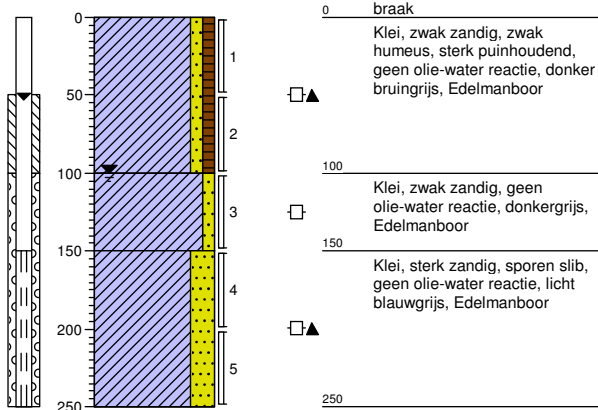 0
50
100
150
200
250
1
2
3
4
5
0 braak
Klei, zwak zandig, zwak
humeus, sterk puinhoudend,
geen olie-water reactie, donker
bruingrijs, Edelmanboor
100
Klei, zwak zandig, geen
olie-water reactie, donkergrijs,
Edelmanboor
150
Klei, sterk zandig, sporen slib,
geen olie-water reactie, licht
blauwgrijs, Edelmanboor
250